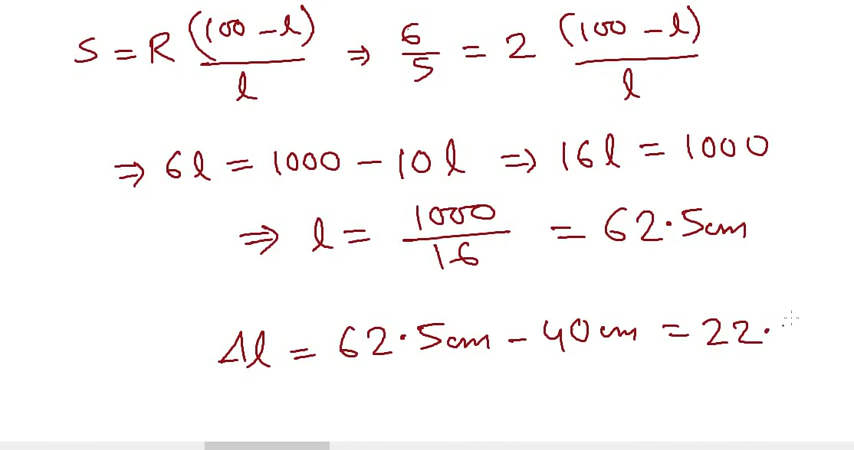 S = R (100 - l) / l ⇒ 6/5 = 2 (100 - l) / l
⇒ 6l = 1000 - 10l ⇒ 16l = 1000
⇒ l = 1000/16 = 62.5cm
Δl = 62.5cm - 40cm = 22.